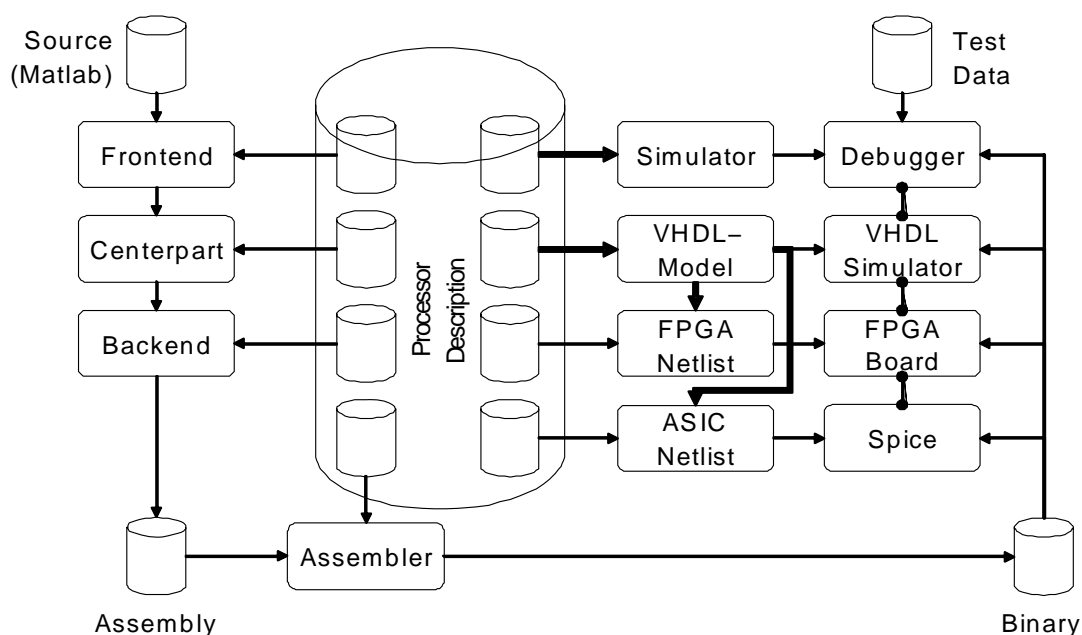 Source
(Matlab)
Test
Data
Frontend
Simulator
Debugger
Centerpart
VHDL–
Model
VHDL
Simulator
Processor
Description
Backend
FPGA
Netlist
FPGA
Board
ASIC
Netlist
Spice
Assembler
Assembly
Binary